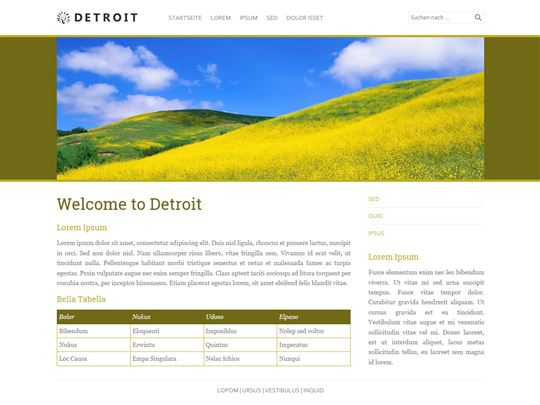 DETROIT
STARTSEITE LOREM IPSUM SED DOLOR ISSET
Suchen nach ...
Welcome to Detroit
Lorem Ipsum
Lorem ipsum dolor sit amet, consectetur adipiscing elit. Duis nisl ligula, rhoncus et posuere luctus, suscipit
in orci. Sed non dolor nisl. Nam ullamcorper risus libero, vitae fringilla sem. Vivamus id sem erat velit, ut
tincidunt nulla. Pellentesque habitant morbi tristique senectus et netus et malesuada fames ac turpis
egestas. Proin vulputate augue nec enim semper fringilla. Class aptent taciti sociosqu ad litora torquent per
conubia nostra, per inceptos himenaeos. Etiam placerat egestas lorem, sit amet eleifend felis blandit vitae.
Bella Tabella
Bolor Nukus Udoso Elpaso
Bibendum Eloquenti Imposiblus Nolep sed voltor
Nukus Erwintu Quintus Imperatus
Loc Causa Empa Singulara Nelac Ichios Nunqui
SED
QUID
IPSUS
Lorem Ipsum
Fusce elementum enim nec leo bibendum
viverra. Ut vitae mi sed urna suscipit
tempus. Fusce vitae tempor dolor.
Curabitur gravida hendrerit aliquam. Ut
cursus gravida est eu tincidunt.
Vestibulum vitae augue et mi venenatis
sollicitudin vitae vel mi. Donec laoreet,
est ut interdum aliquet, lacus metus
sollicitudin tellus, eu laoreet sem magna
id lorem.
LOPOM | URSUS | VESTIBULUS | INQUID